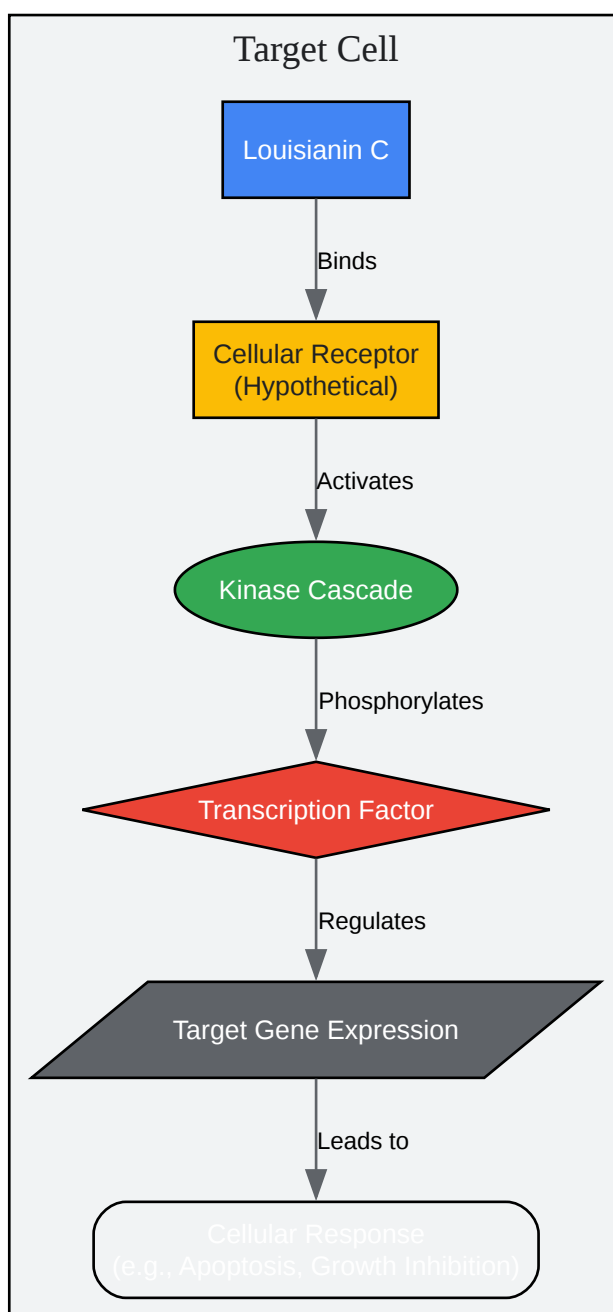 Target Cell
Louisianin C
Binds
Cellular Receptor
(Hypothetical)
Activates
Kinase Cascade
Phosphorylates
Transcription Factor
Regulates
Target Gene Expression
Leads to
Cellular Response
(e.g., Apoptosis, Growth Inhibition)